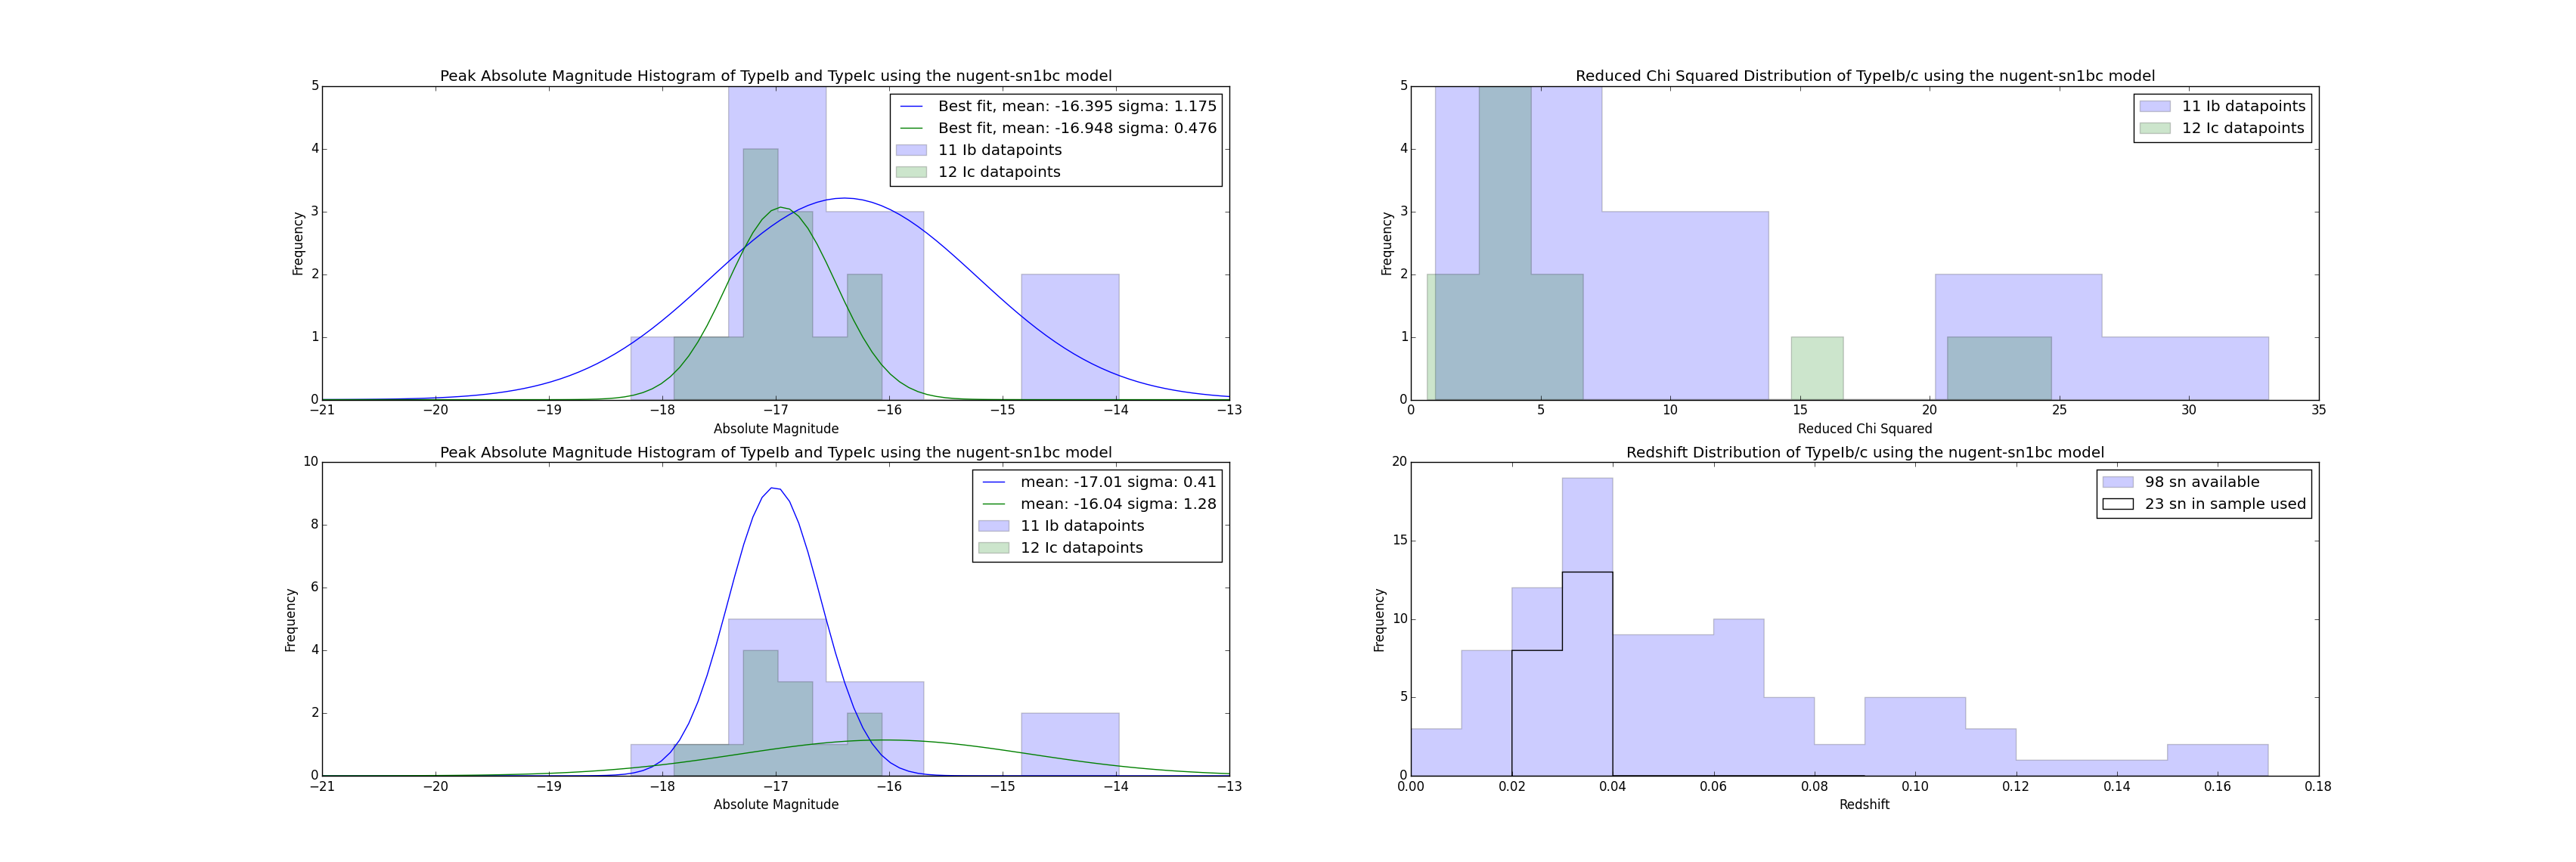 Peak Absolute Magnitude Histogram of TypeIb and TypeIc using the nugent-sn1bc model
5
4
3
2
1
0
Frequency
Best fit, mean: -16.395 sigma: 1.175
Best fit, mean: -16.948 sigma: 0.476
11 Ib datapoints
12 Ic datapoints
−21 −20 −19 −18 −17 −16 −15 −14 −13
Absolute Magnitude
Reduced Chi Squared Distribution of TypeIb/c using the nugent-sn1bc model
5
4
3
2
1
0
Frequency
11 Ib datapoints
12 Ic datapoints
0 5 10 15 20 25 30 35
Reduced Chi Squared
Peak Absolute Magnitude Histogram of TypeIb and TypeIc using the nugent-sn1bc model
10
8
6
4
2
0
Frequency
mean: -17.01 sigma: 0.41
mean: -16.04 sigma: 1.28
11 Ib datapoints
12 Ic datapoints
−21 −20 −19 −18 −17 −16 −15 −14 −13
Absolute Magnitude
Redshift Distribution of TypeIb/c using the nugent-sn1bc model
20
15
10
5
0
Frequency
98 sn available
23 sn in sample used
0.00 0.02 0.04 0.06 0.08 0.10 0.12 0.14 0.16 0.18
Redshift